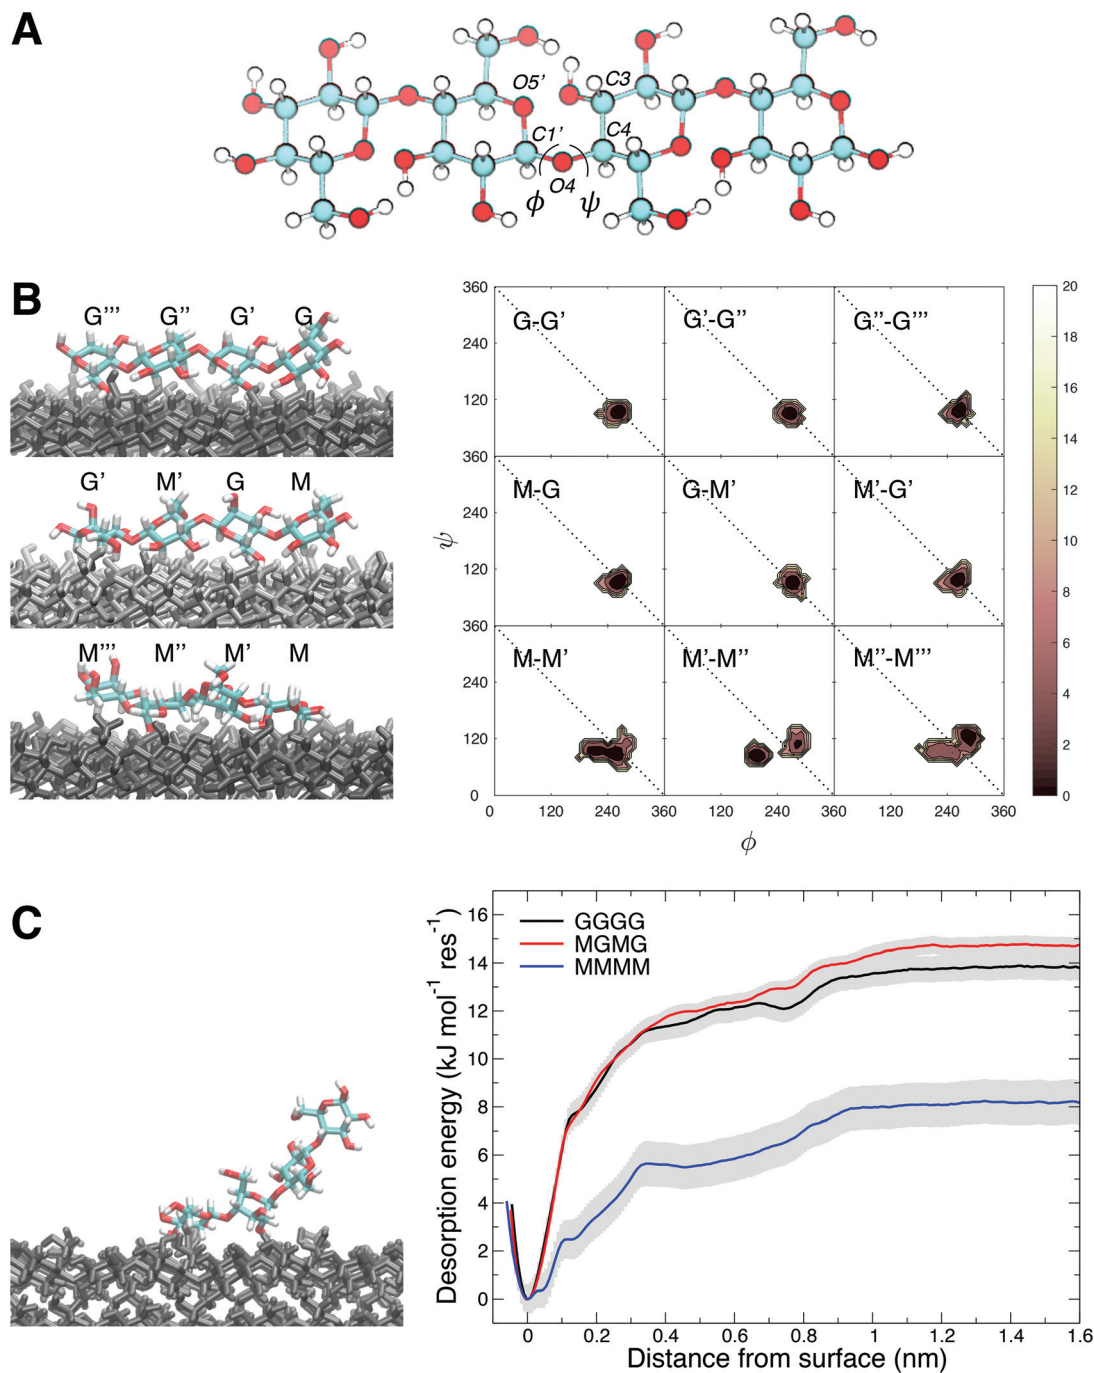 A
O5'
C3
C1'
C4
ϕ
O4
ψ
B
G''' G'' G' G
G' M' G M
M''' M'' M' M
360
240
120
360
240
120
360
240
120
0
ψ
G-G'
G'-G''
G''-G'''
M-G
G-M'
M'-G'
M-M'
M'-M''
M''-M'''
0 120 240 360 120 240 360 120 240 360
ϕ
20
18
16
14
12
10
8
6
4
2
0
C
GGGG
MGMG
MMMM
16
14
12
10
8
6
4
2
0
Desorption energy (kJ mol⁻¹ res⁻¹)
0 0.2 0.4 0.6 0.8 1 1.2 1.4 1.6
Distance from surface (nm)